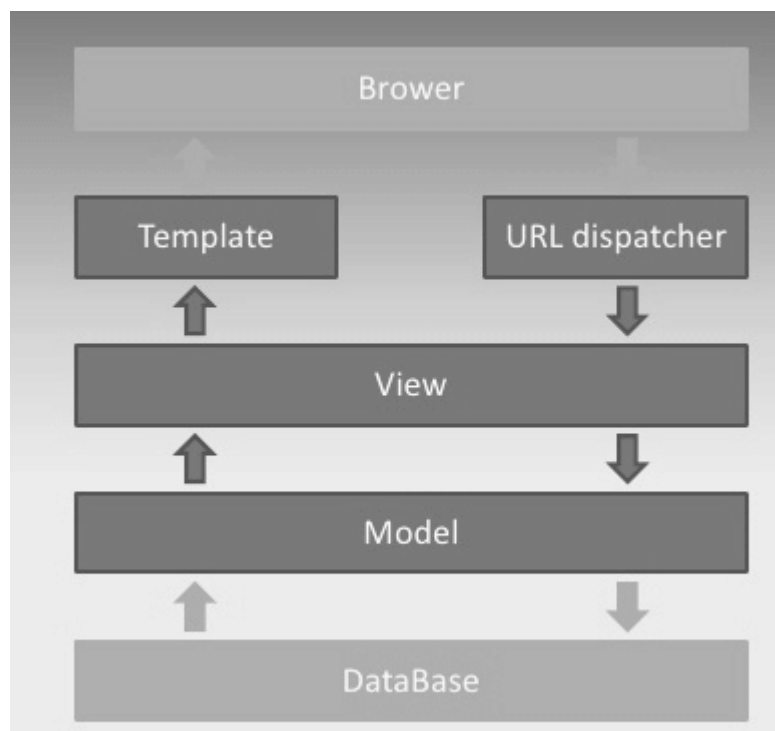 Brower
Template
URL dispatcher
View
Model
DataBase